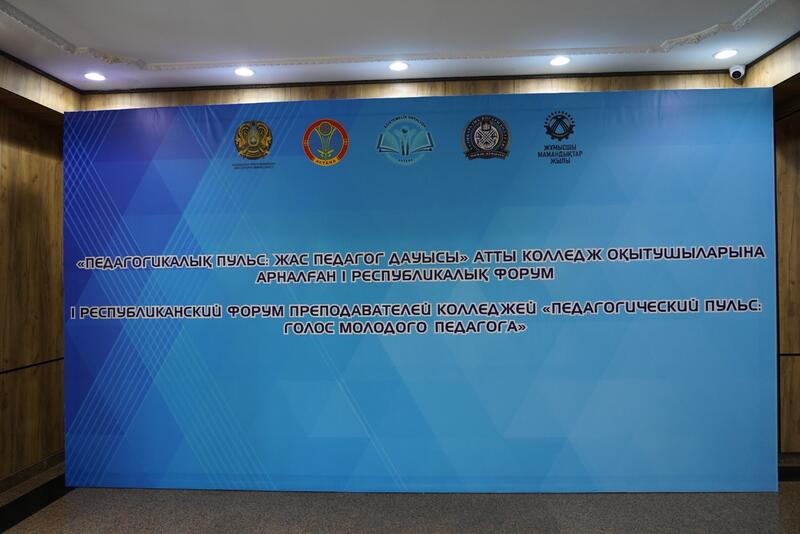 АСТАНА
ЖҰМЫСШЫ
МАМАНДЫҚТАР
ЖЫЛЫ
«ПЕДАГОГИКАЛЫҚ ПУЛЬС: ЖАС ПЕДАГОГ ДАУЫСЫ» АТТЫ КОЛЛЕДЖ ОҚЫТУШЫЛАРЫНА
АРНАЛҒАН I РЕСПУБЛИКАЛЫҚ ФОРУМ
I РЕСПУБЛИКАНСКИЙ ФОРУМ ПРЕПОДАВАТЕЛЕЙ КОЛЛЕДЖЕЙ «ПЕДАГОГИЧЕСКИЙ ПУЛЬС:
ГОЛОС МОЛОДОГО ПЕДАГОГА»